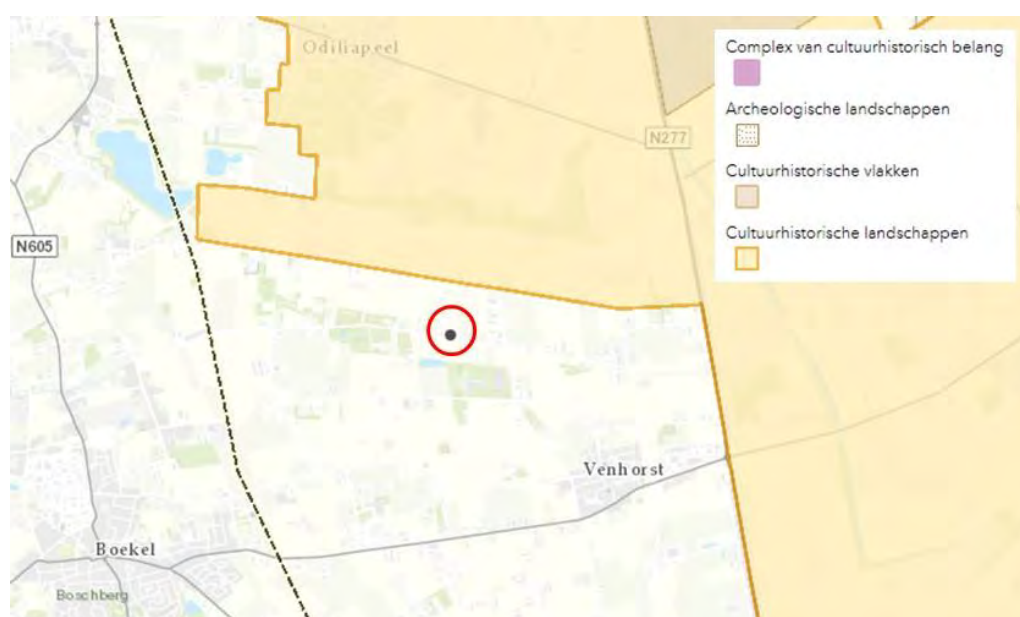 Odiliapeel
Complex van cultuurhistorisch belang
Archeologische landschappen
N277
Cultuurhistorische vlakken
Cultuurhistorische landschappen
N605
Venhorst
Boekel
Boschberg